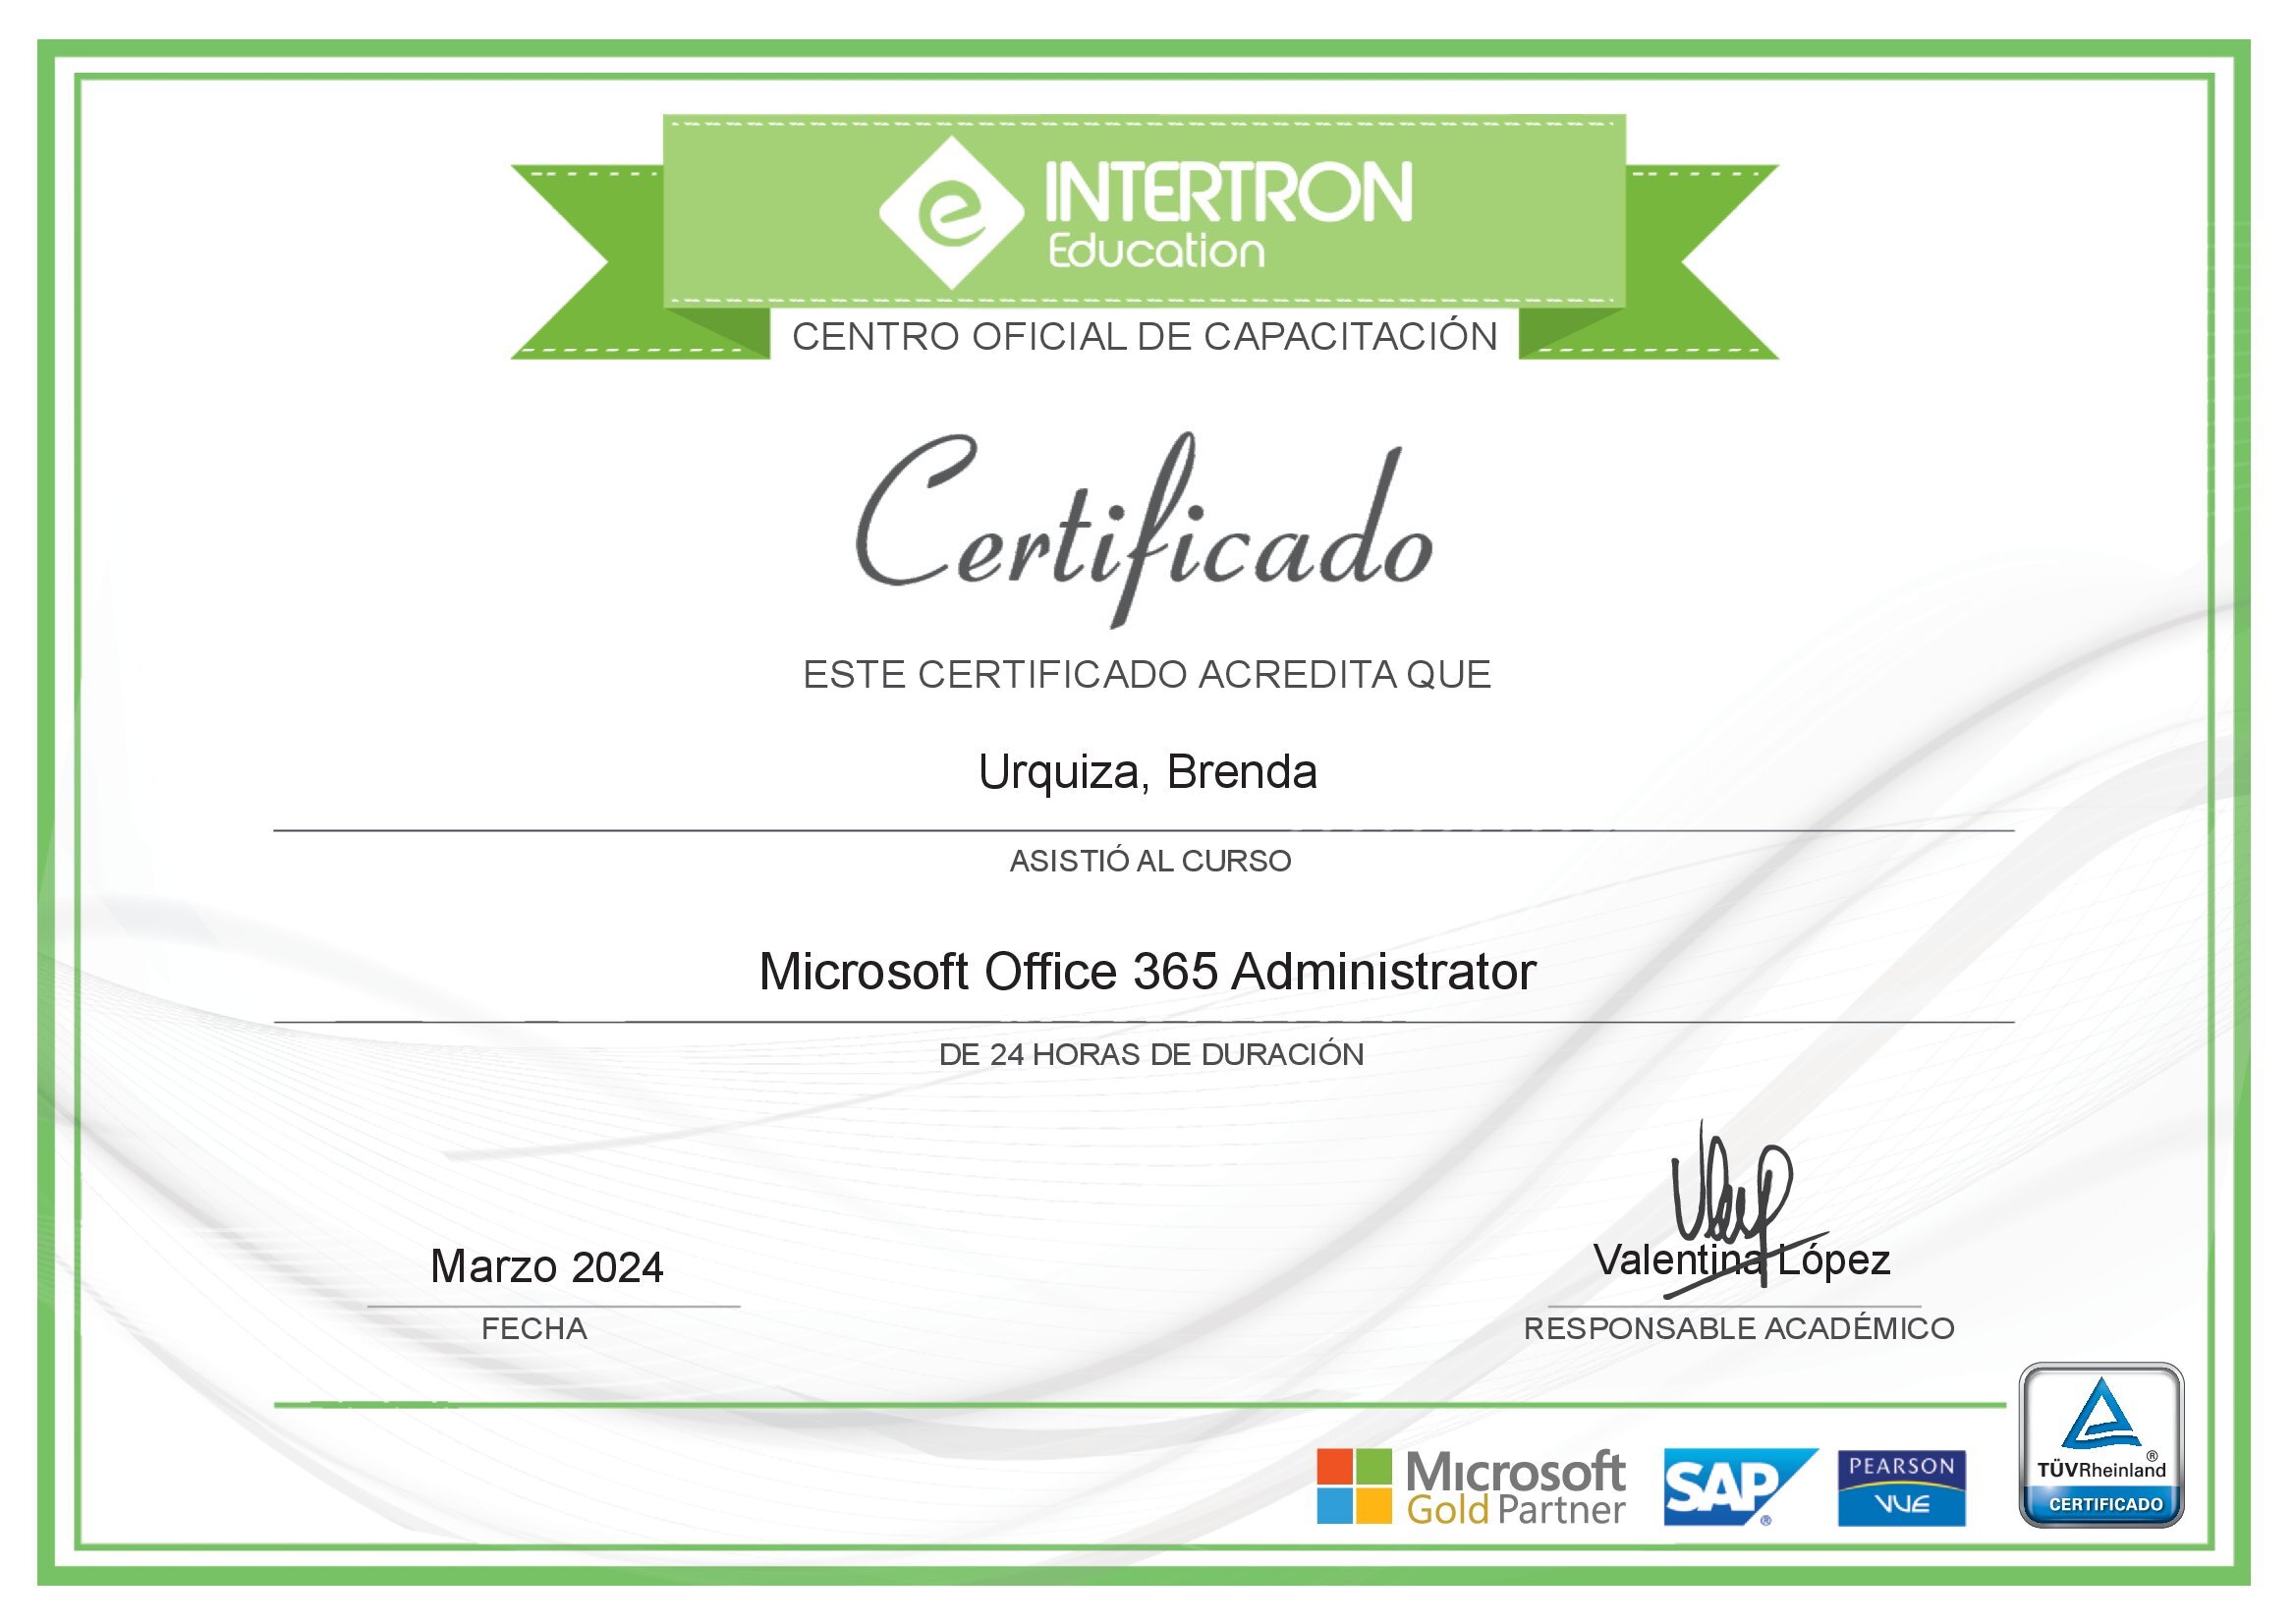 INTERTRON
Education
CENTRO OFICIAL DE CAPACITACIÓN
Certificado
ESTE CERTIFICADO ACREDITA QUE
Urquiza, Brenda
ASISTIÓ AL CURSO
Microsoft Office 365 Administrator
DE 24 HORAS DE DURACIÓN
Marzo 2024
FECHA
Valentina López
RESPONSABLE ACADÉMICO
Microsoft
Gold Partner
SAP®
PEARSON
VUE
®
TÜVRheinland
CERTIFICADO